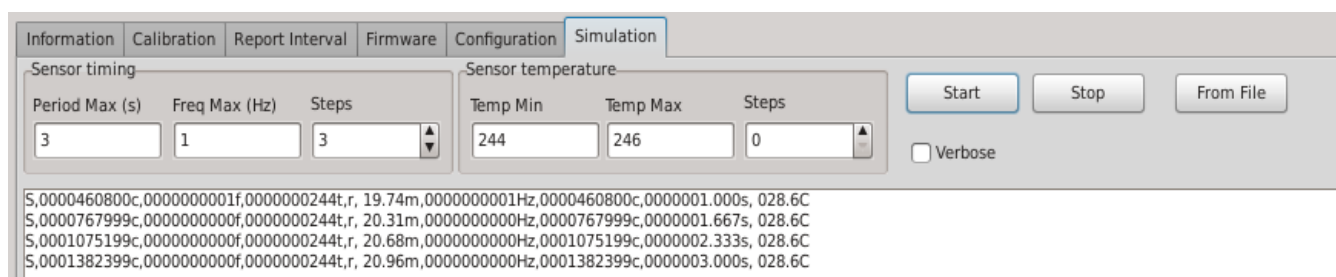 Information Calibration Report Interval Firmware Configuration Simulation
Sensor timing Sensor temperature
Period Max (s) Freq Max (Hz) Steps Temp Min Temp Max Steps Start Stop From File
3 1 3 244 246 0 Verbose
S,0000460800c,0000000001f,0000000244t,r, 19.74m,0000000001Hz,0000460800c,0000001.000s, 028.6C
S,0000767999c,0000000000f,0000000244t,r, 20.31m,0000000000Hz,0000767999c,0000001.667s, 028.6C
S,0001075199c,0000000000f,0000000244t,r, 20.68m,0000000000Hz,0001075199c,0000002.333s, 028.6C
S,0001382399c,0000000000f,0000000244t,r, 20.96m,0000000000Hz,0001382399c,0000003.000s, 028.6C